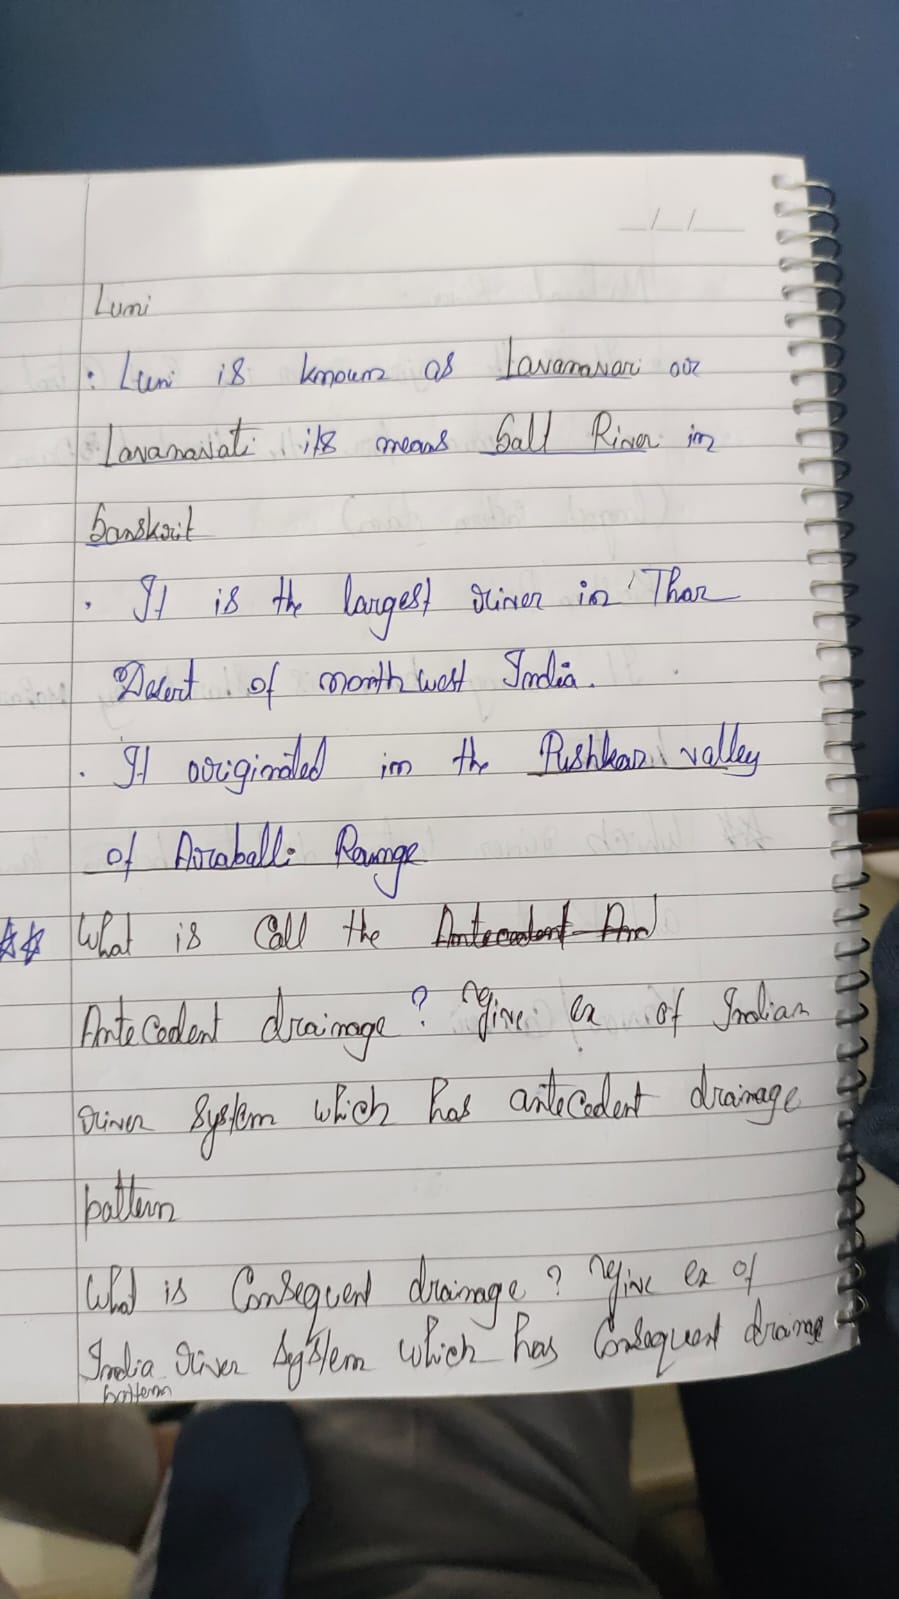 Luni
· Luni is known as Lavanavari or
Lavanavati its means Salt River in
Sanskrit
· It is the largest river in Thar
Desert of north west India.
· It originated in the Pushkar valley
of Araballi Range
** What is Call the Antecedent And
Antecedent drainage? Give ex of Indian
river System which has antecedent drainage
pattern
What is Consequent drainage? Give ex of
India river System which has Consequent drainage
pattern